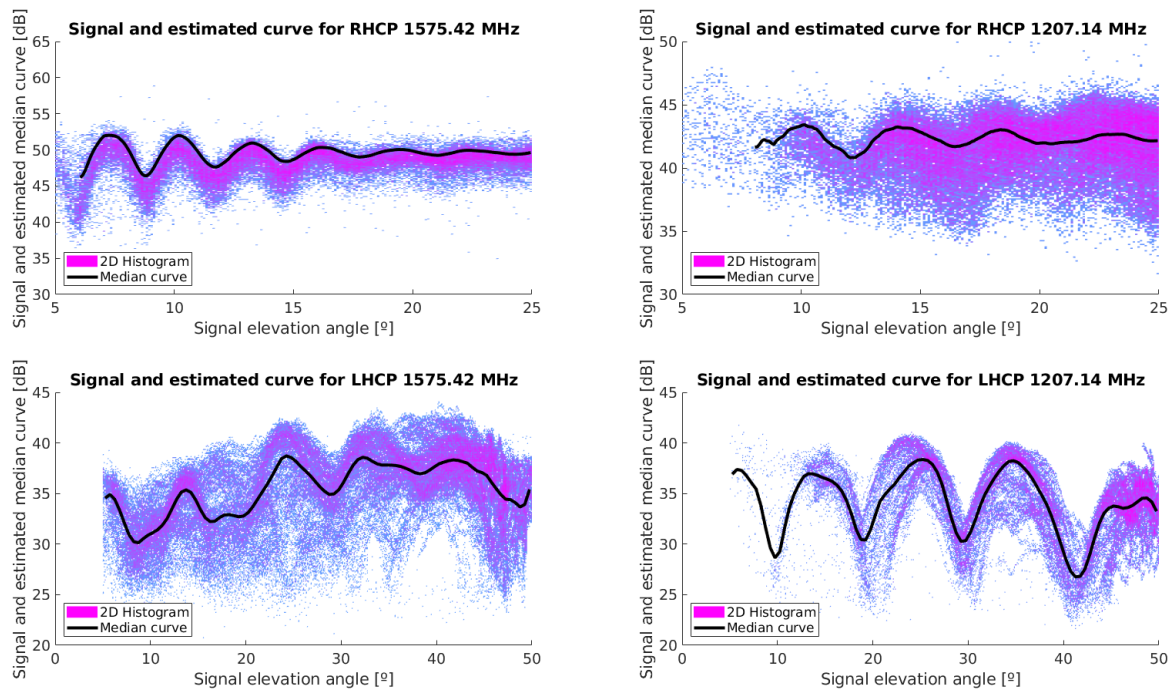 Signal and estimated curve for RHCP 1575.42 MHz
Signal and estimated median curve [dB]
65
60
55
50
45
40
35
30
2D Histogram
Median curve
5 10 15 20 25
Signal elevation angle [º]
Signal and estimated curve for RHCP 1207.14 MHz
Signal and estimated median curve [dB]
50
45
40
35
30
2D Histogram
Median curve
5 10 15 20 25
Signal elevation angle [º]
Signal and estimated curve for LHCP 1575.42 MHz
Signal and estimated median curve [dB]
45
40
35
30
25
20
2D Histogram
Median curve
0 10 20 30 40 50
Signal elevation angle [º]
Signal and estimated curve for LHCP 1207.14 MHz
Signal and estimated median curve [dB]
45
40
35
30
25
20
2D Histogram
Median curve
0 10 20 30 40 50
Signal elevation angle [º]